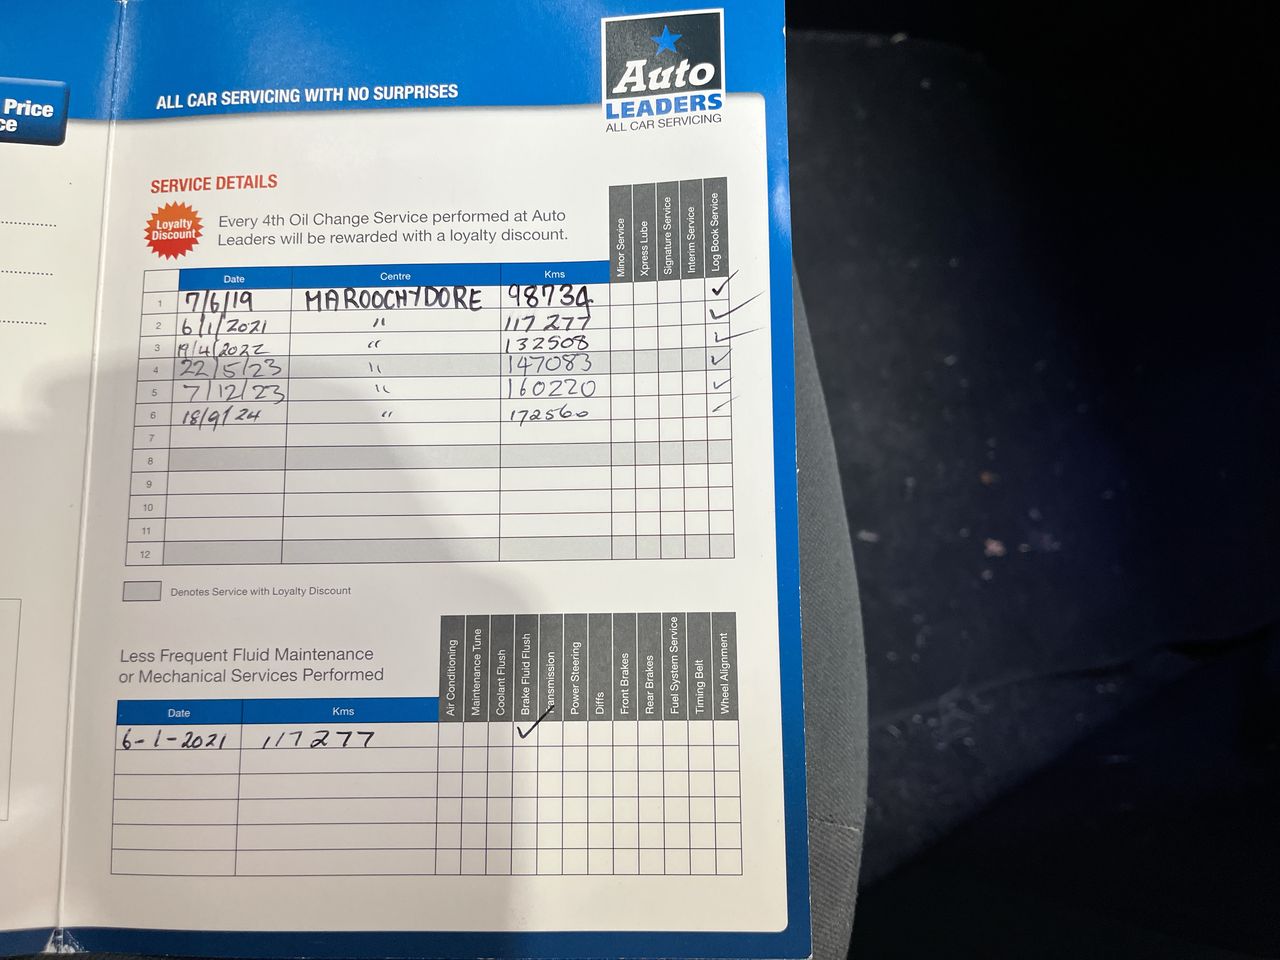 Price
ce
ALL CAR SERVICING WITH NO SURPRISES
Auto
LEADERS
ALL CAR SERVICING
SERVICE DETAILS
Loyalty
Discount
Every 4th Oil Change Service performed at Auto
Leaders will be rewarded with a loyalty discount.
Minor Service
Xpress Lube
Signature Service
Interim Service
Log Book Service
Date Centre Kms
1 7/6/19 MAROOCHYDORE 98734 ✓
2 6/1/2021 " 117277 ✓
3 19/4/2022 " 132508 ✓
4 22/5/23 " 147083 ✓
5 7/12/23 " 160220 ✓
6 18/9/24 " 172560 ✓
7
8
9
10
11
12
Denotes Service with Loyalty Discount
Less Frequent Fluid Maintenance
or Mechanical Services Performed
Air Conditioning
Maintenance Tune
Coolant Flush
Brake Fluid Flush
Transmission
Power Steering
Diffs
Front Brakes
Rear Brakes
Fuel System Service
Timing Belt
Wheel Alignment
Date Kms
6-1-2021 117277 ✓